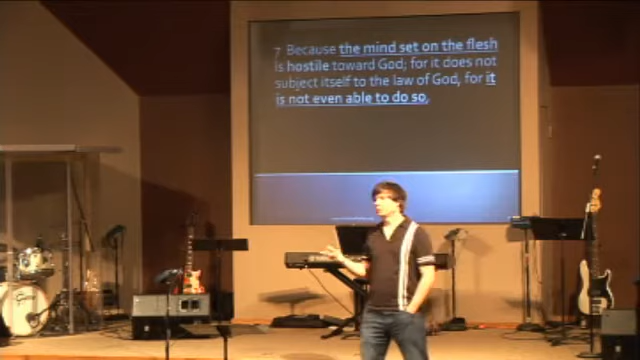 7 Because the mind set on the flesh
is hostile toward God; for it does not
subject itself to the law of God, for it
is not even able to do so,